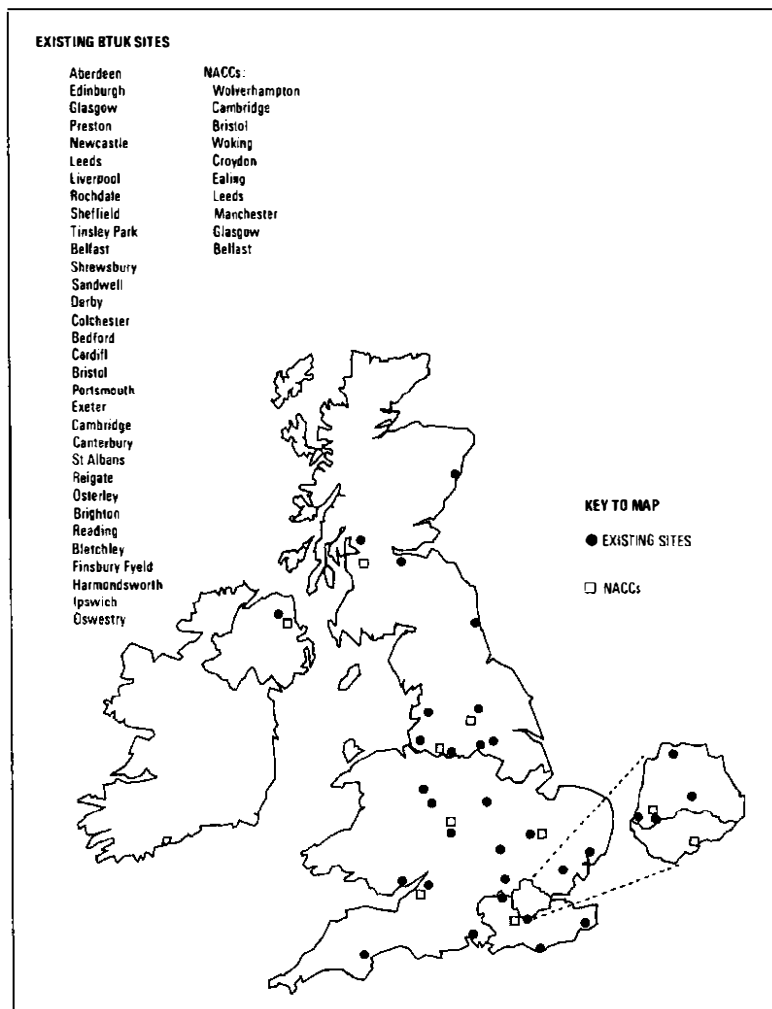 EXISTING BTUK SITES
Aberdeen
Edinburgh
Glasgow
Preston
Newcastle
Leeds
Liverpool
Rochdale
Sheffield
Tinsley Park
Belfast
Shrewsbury
Sandwell
Derby
Colchester
Bedford
Cardiff
Bristol
Portsmouth
Exeter
Cambridge
Canterbury
St Albans
Reigate
Osterley
Brighton
Reading
Bletchley
Finsbury Fyeld
Harmondsworth
Ipswich
Oswestry
NACCs:
Wolverhampton
Cambridge
Bristol
Woking
Croydon
Ealing
Leeds
Manchester
Glasgow
Belfast
KEY TO MAP
EXISTING SITES
NACCs